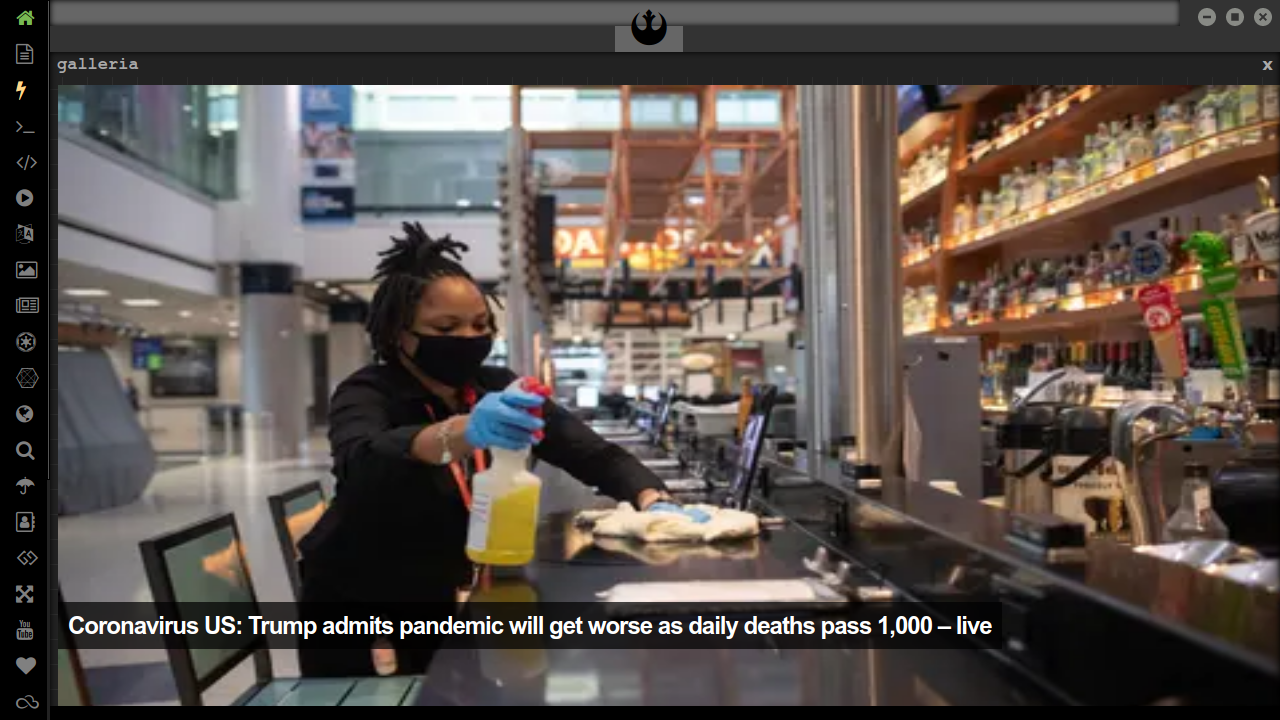 galleria
x
Coronavirus US: Trump admits pandemic will get worse as daily deaths pass 1,000 – live